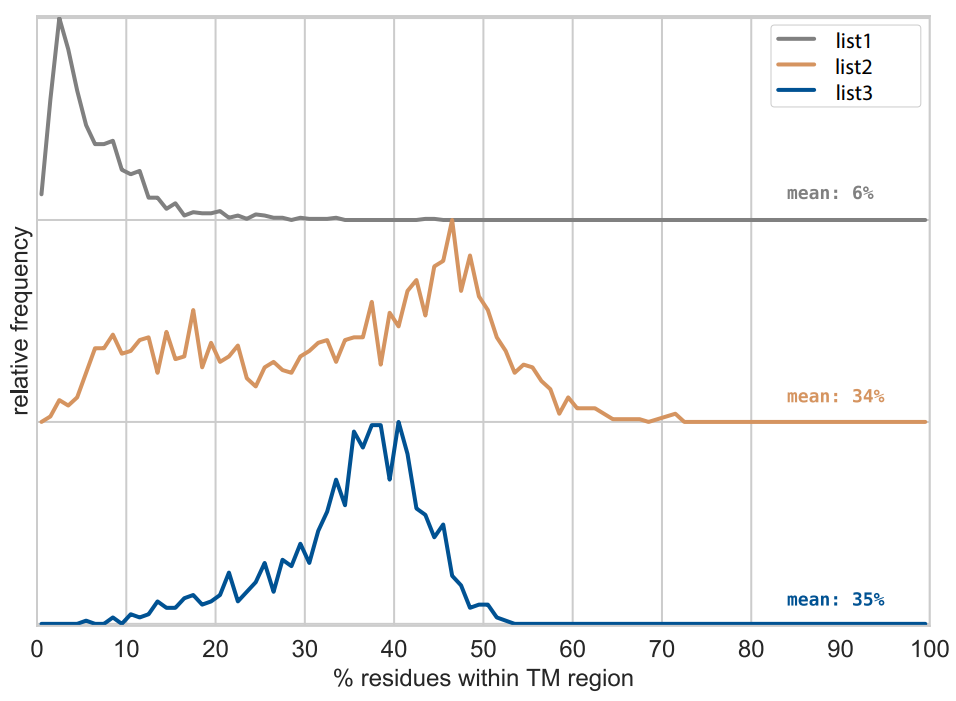 list1
list2
list3
mean: 6%
relative frequency
mean: 34%
mean: 35%
0 10 20 30 40 50 60 70 80 90 100
% residues within TM region